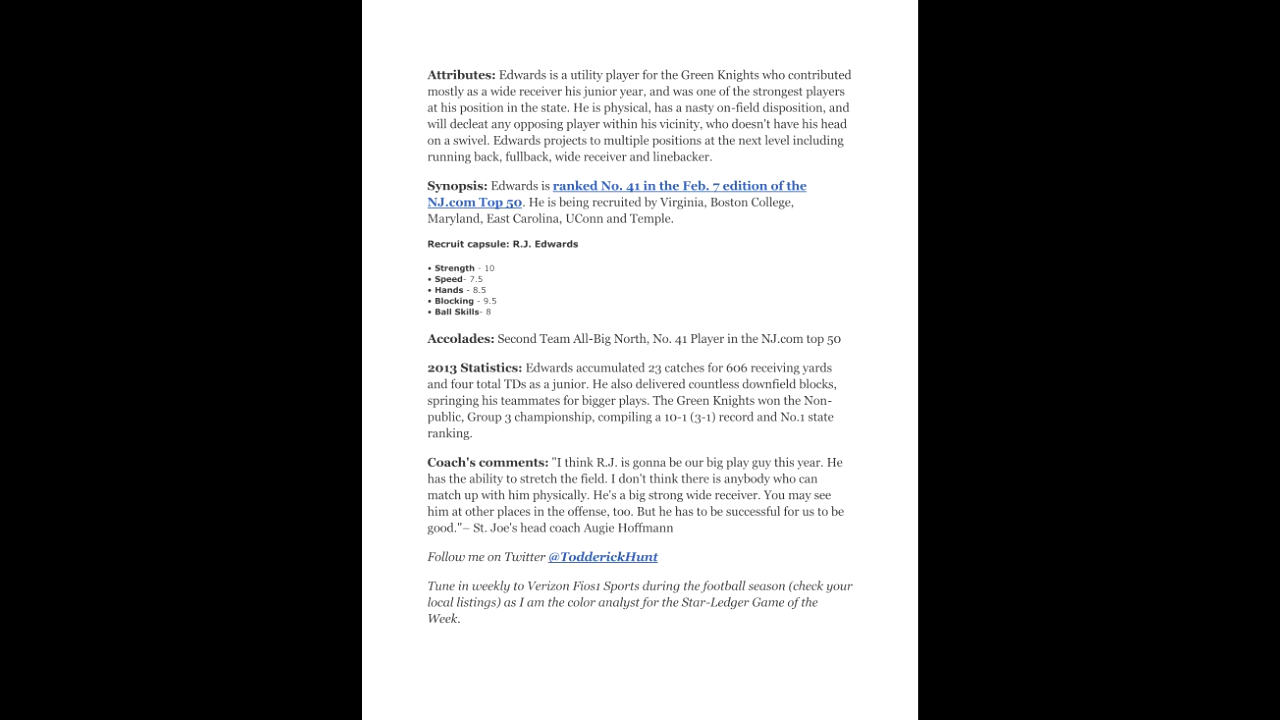 Attributes: Edwards is a utility player for the Green Knights who contributed
mostly as a wide receiver his junior year, and was one of the strongest players
at his position in the state. He is physical, has a nasty on-field disposition, and
will decleat any opposing player within his vicinity, who doesn't have his head
on a swivel. Edwards projects to multiple positions at the next level including
running back, fullback, wide receiver and linebacker.
Synopsis: Edwards is ranked No. 41 in the Feb. 7 edition of the
NJ.com Top 50. He is being recruited by Virginia, Boston College,
Maryland, East Carolina, UConn and Temple.
Recruit capsule: R.J. Edwards
• Strength - 10
• Speed- 7.5
• Hands - 8.5
• Blocking - 9.5
• Ball Skills- 8
Accolades: Second Team All-Big North, No. 41 Player in the NJ.com top 50
2013 Statistics: Edwards accumulated 23 catches for 606 receiving yards
and four total TDs as a junior. He also delivered countless downfield blocks,
springing his teammates for bigger plays. The Green Knights won the Non-
public, Group 3 championship, compiling a 10-1 (3-1) record and No.1 state
ranking.
Coach's comments: "I think R.J. is gonna be our big play guy this year. He
has the ability to stretch the field. I don't think there is anybody who can
match up with him physically. He's a big strong wide receiver. You may see
him at other places in the offense, too. But he has to be successful for us to be
good."– St. Joe's head coach Augie Hoffmann
Follow me on Twitter @TodderickHunt
Tune in weekly to Verizon Fios1 Sports during the football season (check your
local listings) as I am the color analyst for the Star-Ledger Game of the
Week.